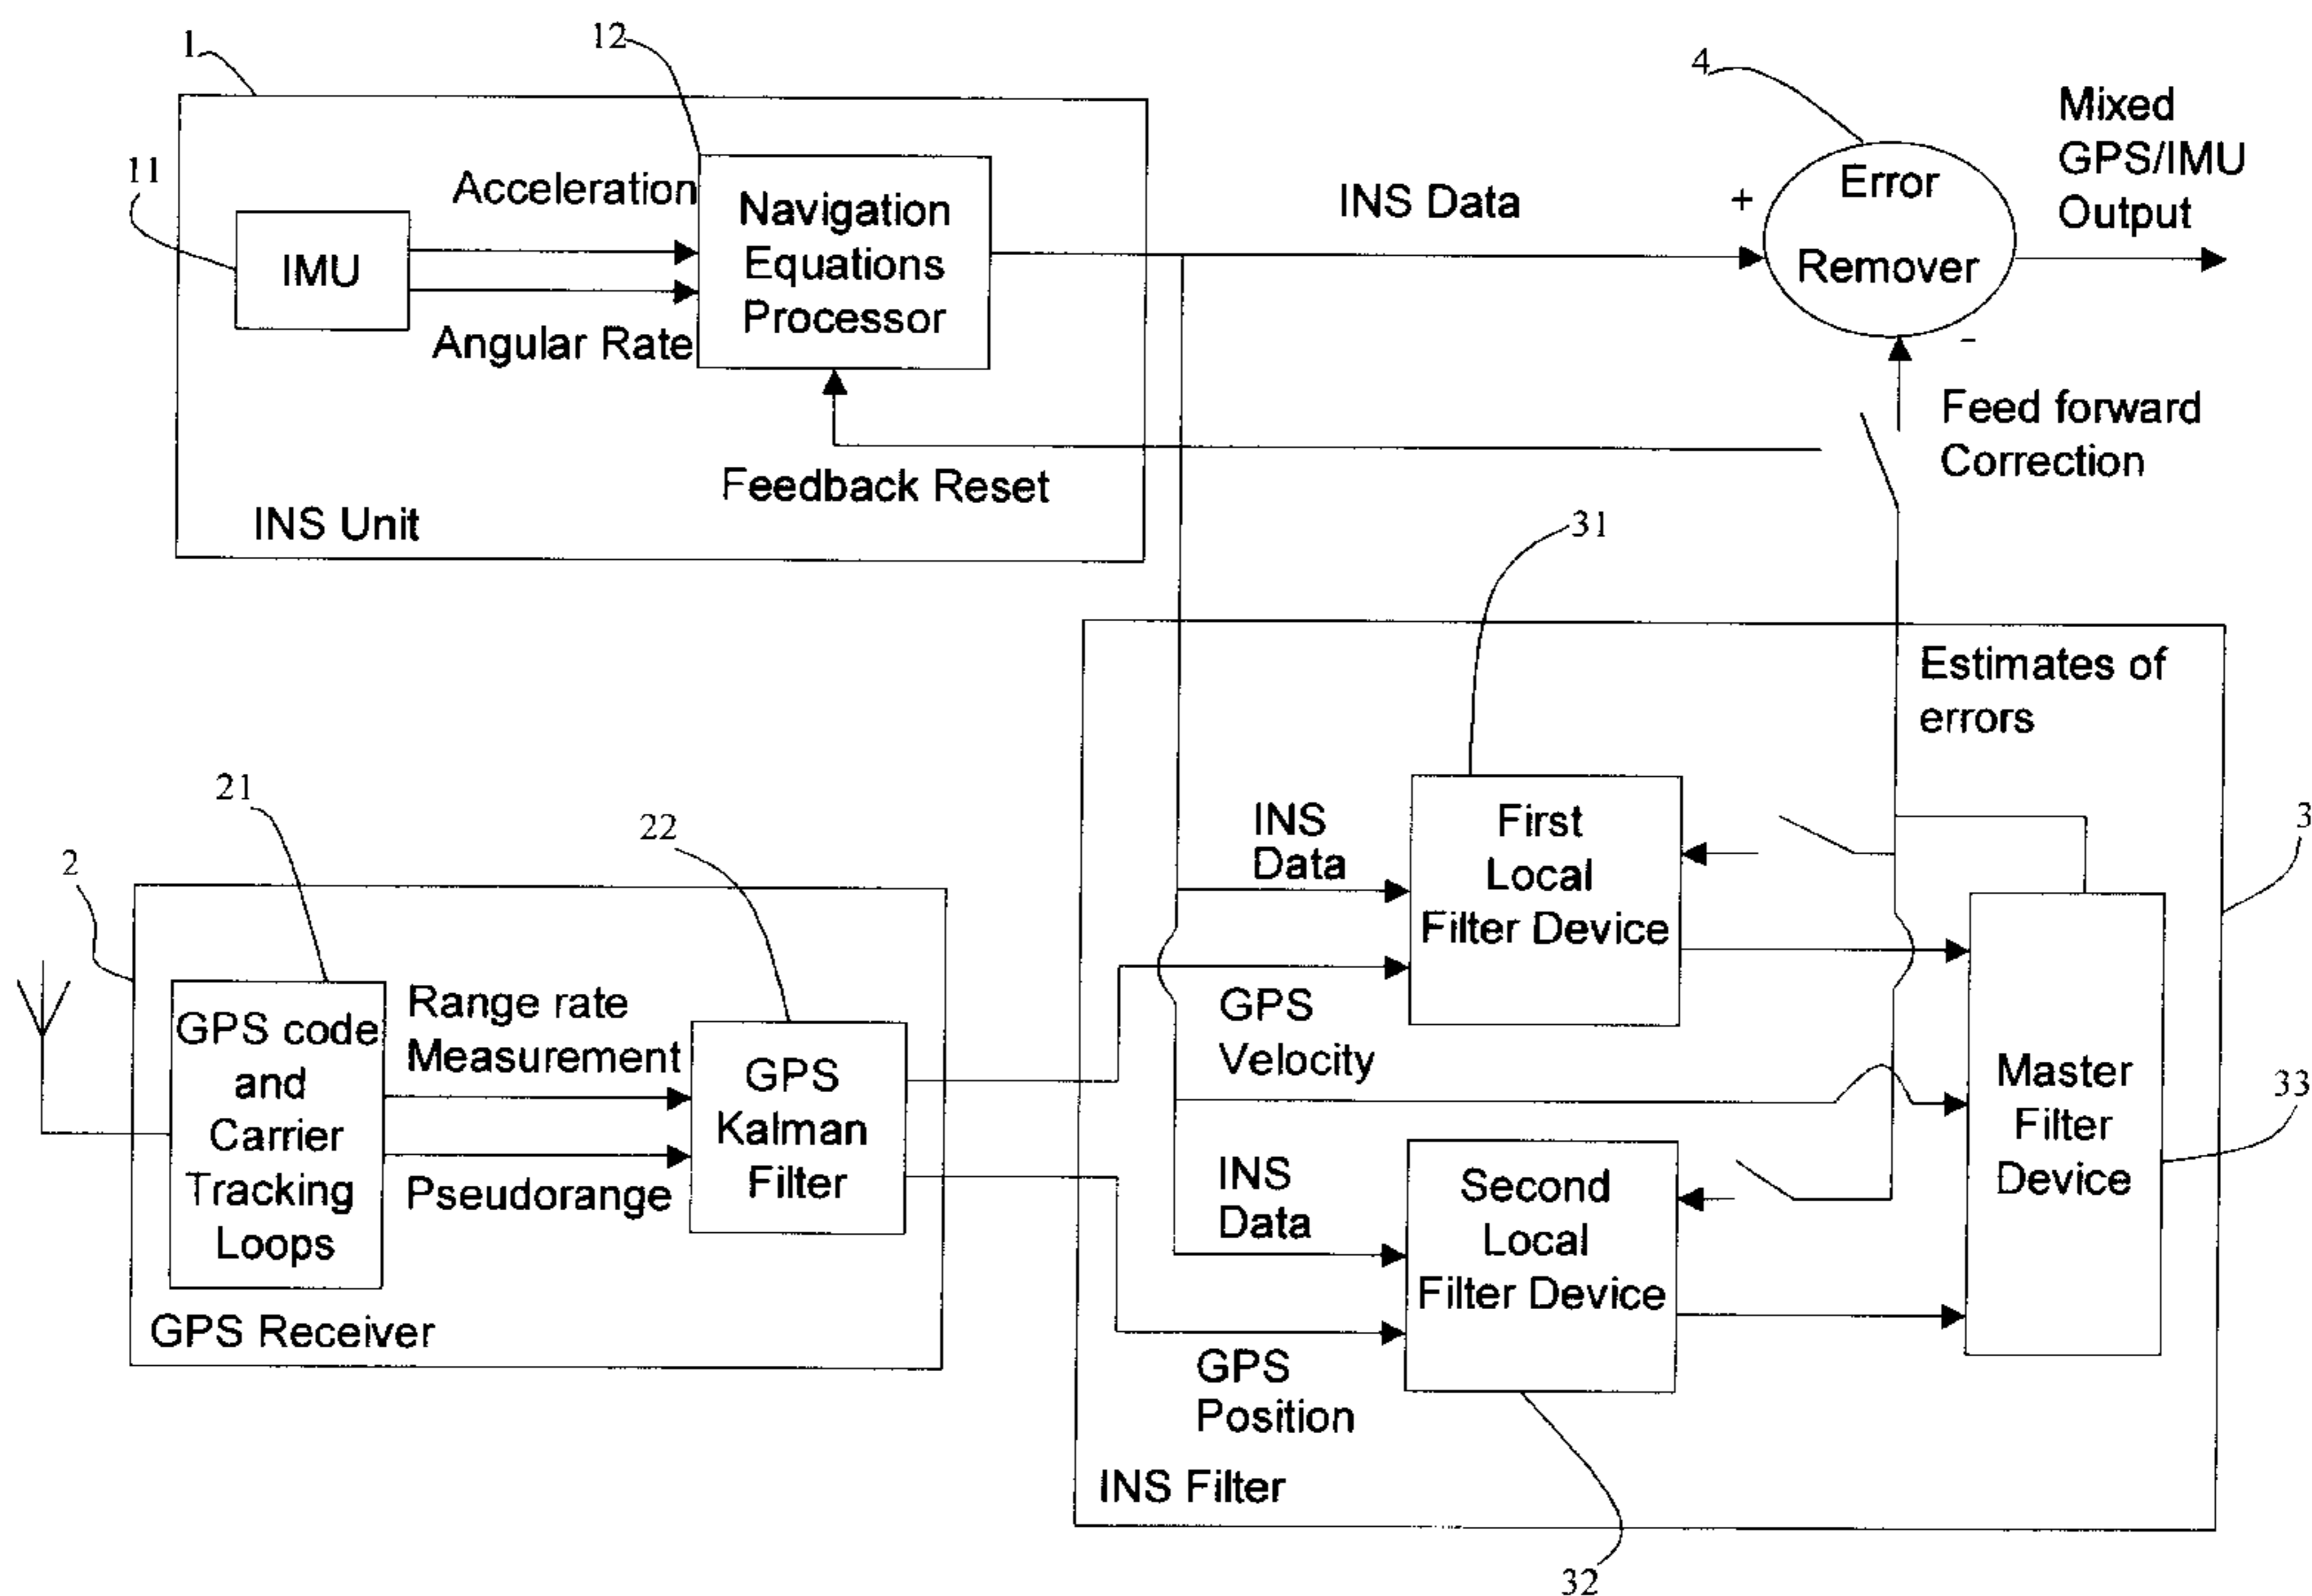 1
12
4
Mixed
GPS/IMU
Output
11
Acceleration
IMU
Angular Rate
Navigation
Equations
Processor
INS Data
+
Error
Remover
-
Feed forward
Correction
Feedback Reset
INS Unit
31
Estimates of
errors
21
22
2
3
INS
Data
First
Local
Filter Device
GPS
Velocity
GPS code
and
Carrier
Tracking
Loops
Range rate
Measurement
Pseudorange
GPS
Kalman
Filter
GPS Receiver
Master
Filter
Device
33
INS
Data
Second
Local
Filter Device
GPS
Position
INS Filter
32